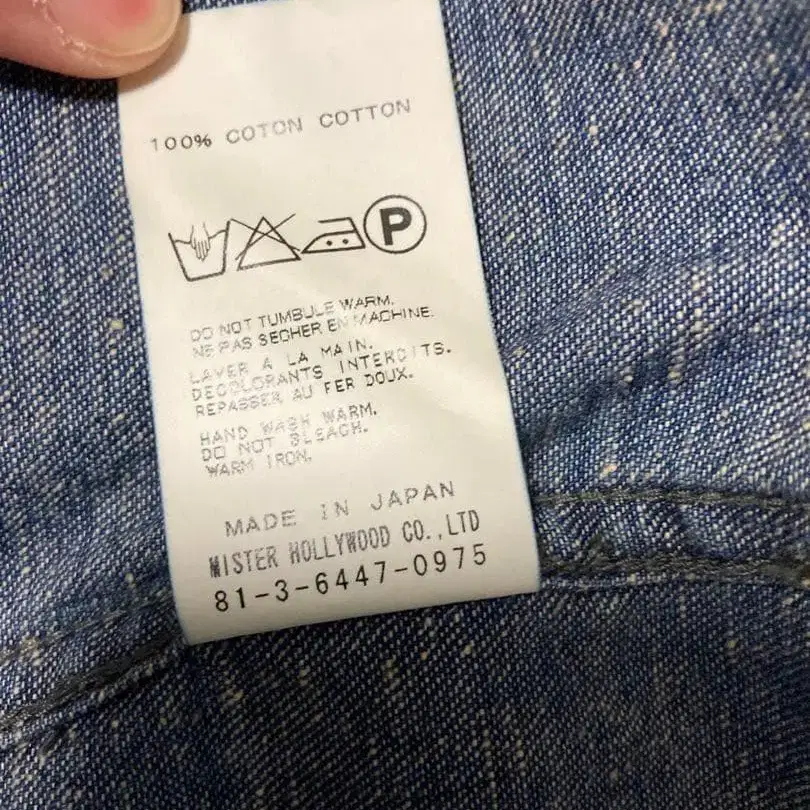 100% COTON COTTON
P
DO NOT TUMBULE WARM.
NE PAS SECHER EN MACHINE.
LAVER A LA MAIN.
DECOLORANTS INTERDITS.
REPASSER AU FER DOUX.
HAND WASH WARM.
DO NOT BLEACH.
WARM IRON.
MADE IN JAPAN
MISTER HOLLYWOOD CO.,LTD
81-3-6447-0975